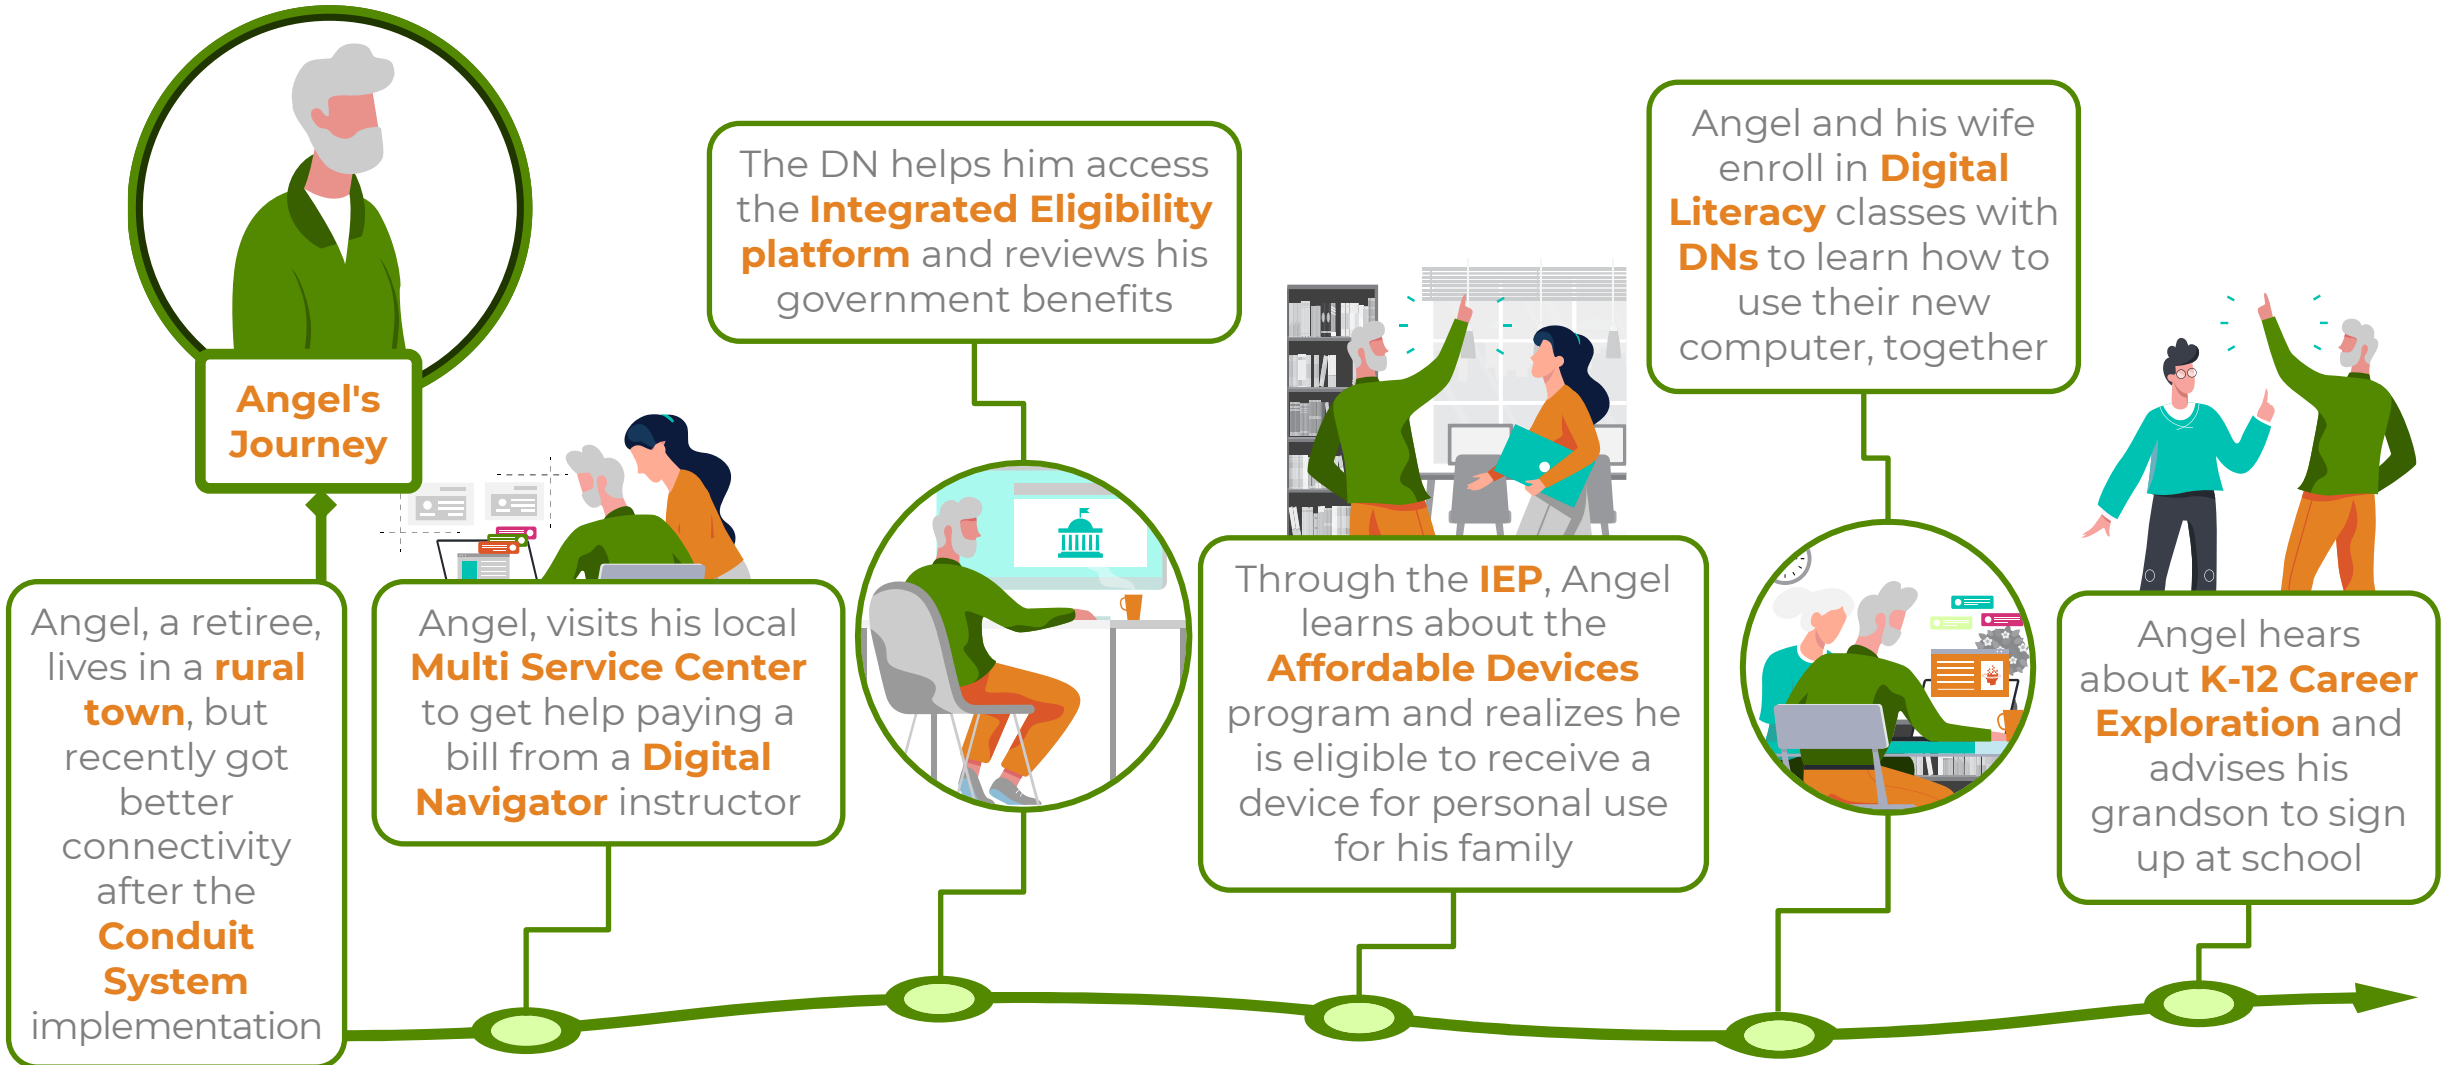 Angel's
Journey
Angel, a retiree,
lives in a rural
town, but
recently got
better
connectivity
after the
Conduit
System
implementation
Angel, visits his local
Multi Service Center
to get help paying a
bill from a Digital
Navigator instructor
The DN helps him access
the Integrated Eligibility
platform and reviews his
government benefits
Through the IEP, Angel
learns about the
Affordable Devices
program and realizes he
is eligible to receive a
device for personal use
for his family
Angel and his wife
enroll in Digital
Literacy classes with
DNs to learn how to
use their new
computer, together
Angel hears
about K-12 Career
Exploration and
advises his
grandson to sign
up at school